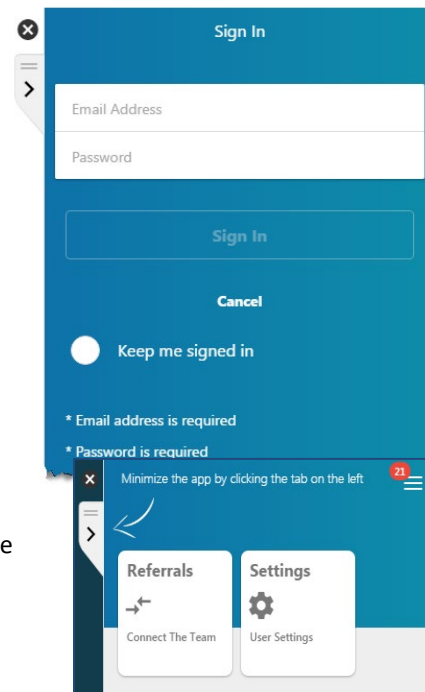 Sign In
Email Address
Password
Sign In
Cancel
Keep me signed in
* Email address is required
* Password is required
Minimize the app by clicking the tab on the left
21
e
Referrals
Settings
Connect The Team
User Settings